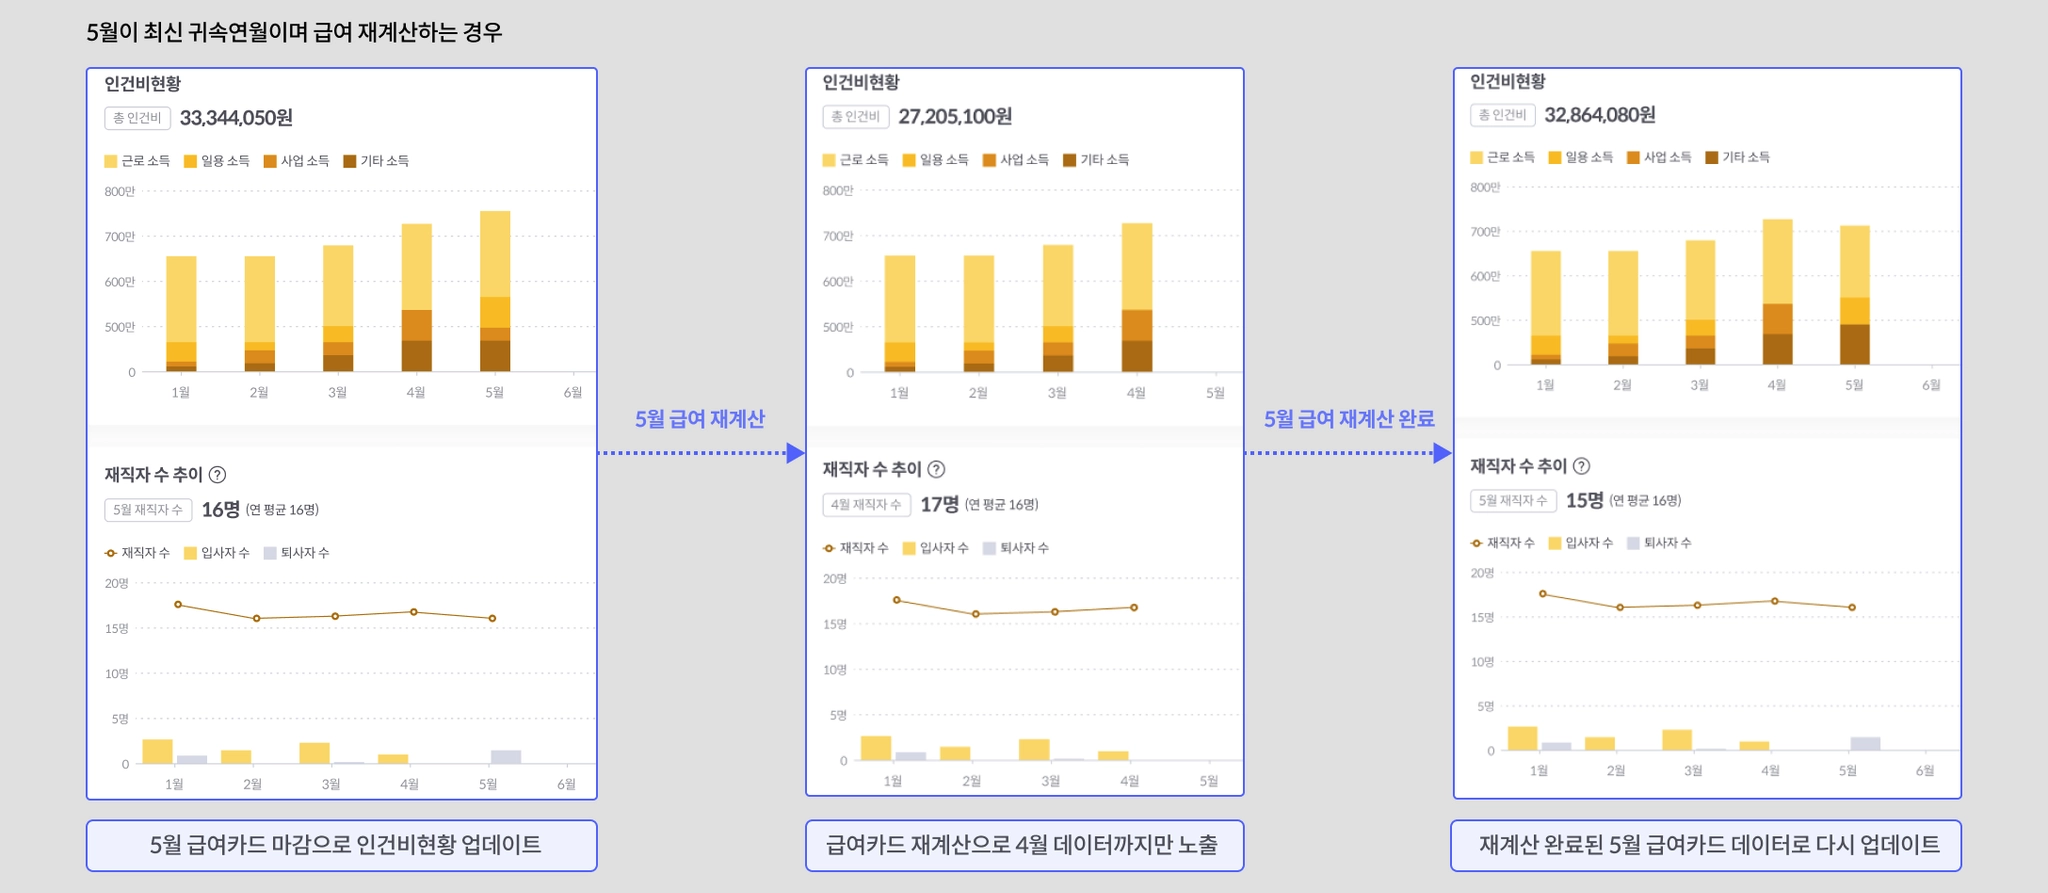 5월이 최신 귀속연월이며 급여 재계산하는 경우
인건비현황
총 인건비 33,344,050원
근로 소득 일용 소득 사업 소득 기타 소득
800만
700만
600만
500만
0
1월 2월 3월 4월 5월 6월
재직자 수 추이 ?
5월 재직자 수 16명 (연 평균 16명)
재직자 수 입사자 수 퇴사자 수
20명
15명
10명
5명
0
1월 2월 3월 4월 5월 6월
5월 급여카드 마감으로 인건비현황 업데이트
5월 급여 재계산
인건비현황
총 인건비 27,205,100원
근로 소득 일용 소득 사업 소득 기타 소득
800만
700만
600만
500만
0
1월 2월 3월 4월 5월
재직자 수 추이 ?
4월 재직자 수 17명 (연 평균 16명)
재직자 수 입사자 수 퇴사자 수
20명
15명
10명
5명
0
1월 2월 3월 4월 5월
급여카드 재계산으로 4월 데이터까지만 노출
5월 급여 재계산 완료
인건비현황
총 인건비 32,864,080원
근로 소득 일용 소득 사업 소득 기타 소득
800만
700만
600만
500만
0
1월 2월 3월 4월 5월 6월
재직자 수 추이 ?
5월 재직자 수 15명 (연 평균 16명)
재직자 수 입사자 수 퇴사자 수
20명
15명
10명
5명
0
1월 2월 3월 4월 5월 6월
재계산 완료된 5월 급여카드 데이터로 다시 업데이트